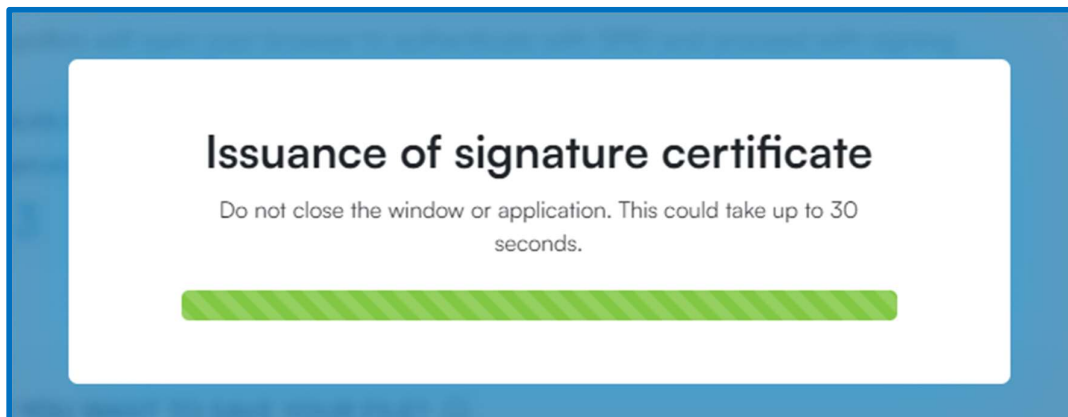 Issuance of signature certificate
Do not close the window or application. This could take up to 30
seconds.